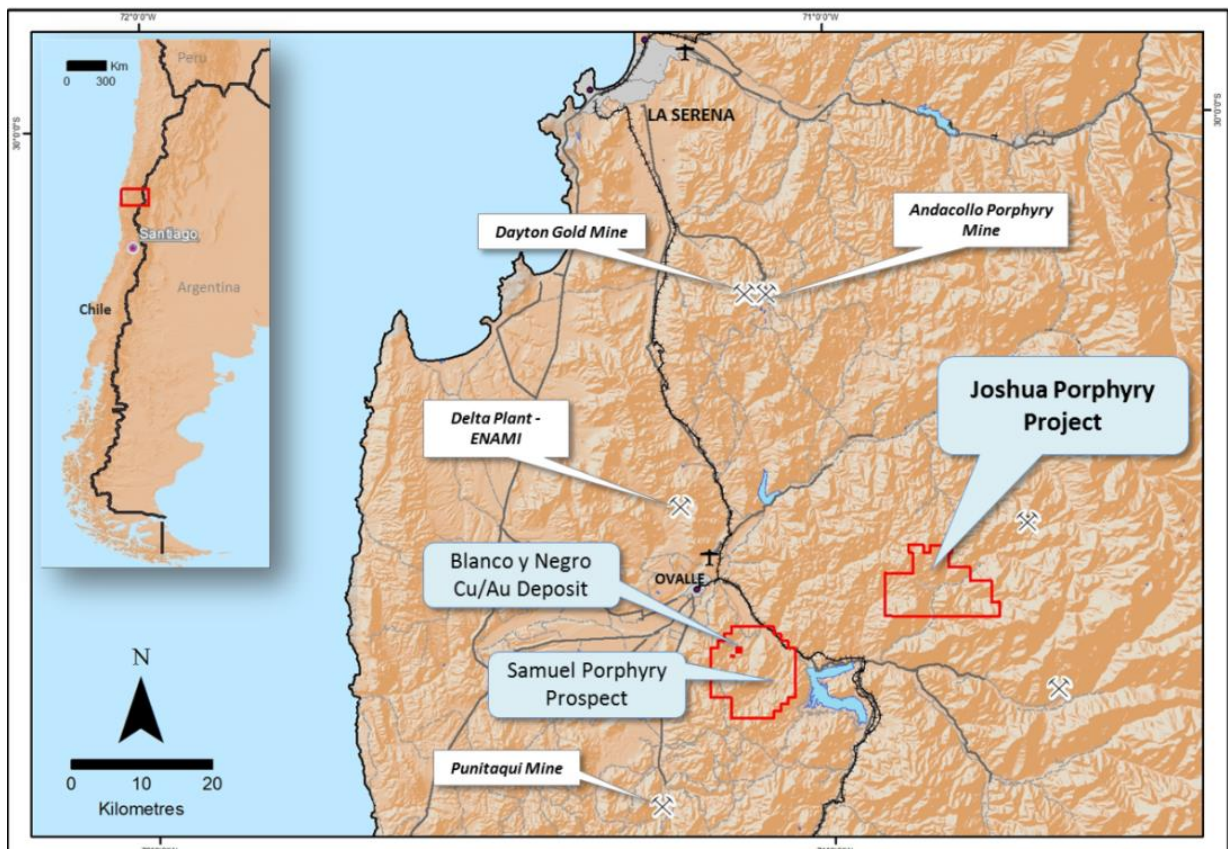 72°0'0"W
71°0'0"W
Km
0 300
Peru
Santiago
Argentina
Chile
30°0'0"S
30°0'0"S
LA SERENA
Dayton Gold Mine
Andacollo Porphyry
Mine
Joshua Porphyry
Project
Delta Plant -
ENAMI
Blanco y Negro
Cu/Au Deposit
OVALLE
Samuel Porphyry
Prospect
Punitaqui Mine
N
0 10 20
Kilometres